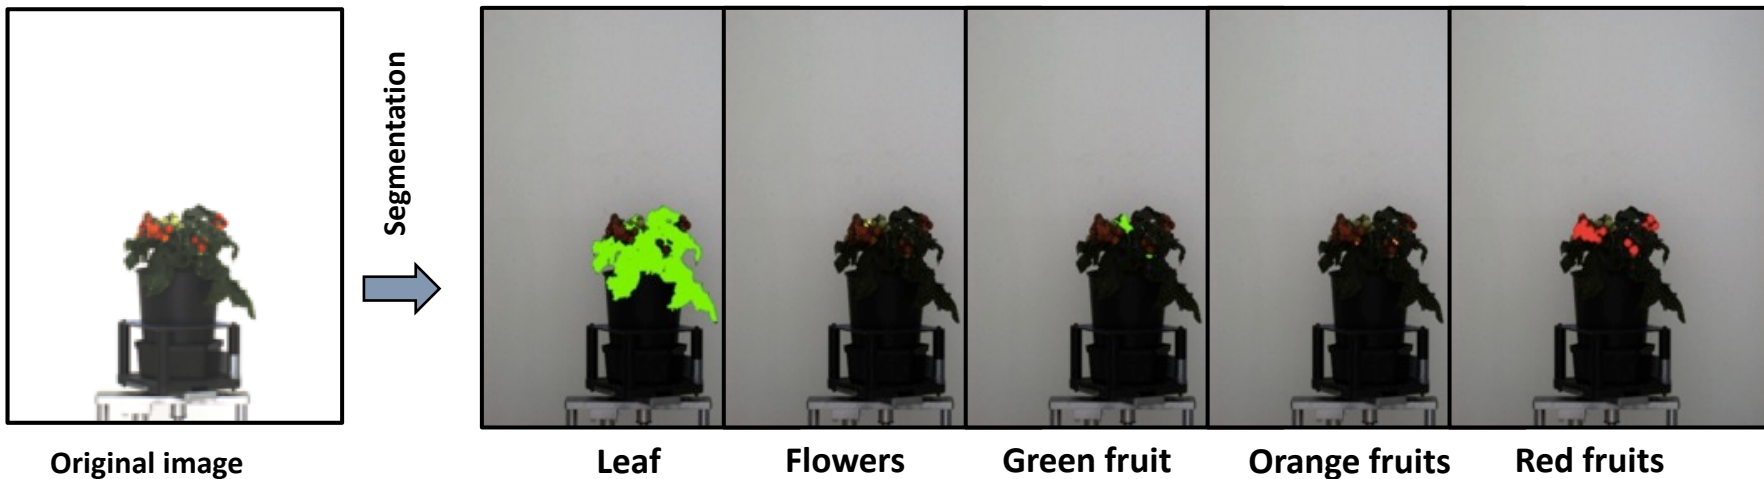 Segmentation
Original image
Leaf
Flowers
Green fruit
Orange fruits
Red fruits